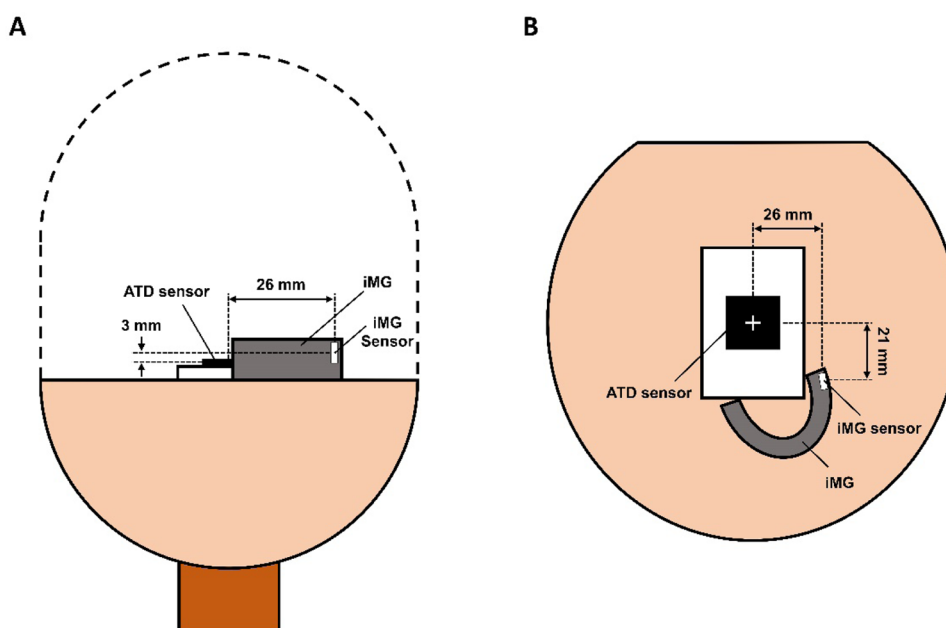 A
26 mm
iMG
ATD sensor
3 mm
iMG
Sensor
B
26 mm
21 mm
ATD sensor
iMG sensor
iMG